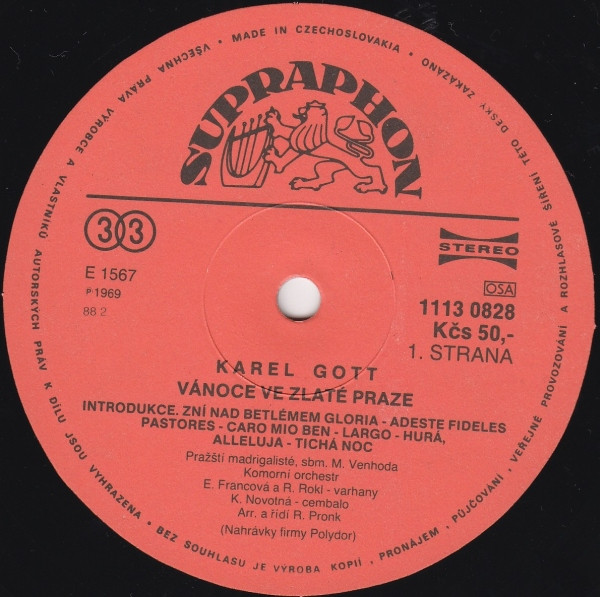 VŠECHNA PRÁVA VÝROBCE A VLASTNÍKŮ AUTORSKÝCH PRÁV K DÍLU JSOU VYHRAZENA • BEZ SOUHLASU JE VÝROBA KOPIÍ, PRONÁJEM, PŮJČOVÁNÍ, VEŘEJNÉ PROVOZOVÁNÍ A ROZHLASOVÉ ŠÍŘENÍ TÉTO DESKY ZAKÁZÁNO • MADE IN CZECHOSLOVAKIA •
SUPRAPHON
33
STEREO
E 1567
P 1969
88 2
OSA
1113 0828
Kčs 50,-
1. STRANA
KAREL GOTT
VÁNOCE VE ZLATÉ PRAZE
INTRODUKCE. ZNÍ NAD BETLÉMEM GLORIA - ADESTE FIDELES
PASTORES - CARO MIO BEN - LARGO - HURÁ,
ALLELUJA - TICHÁ NOC
Pražští madrigalisté, sbm. M. Venhoda
Komorní orchestr
E. Francová a R. Rokl - varhany
K. Novotná - cembalo
Arr. a řídí R. Pronk
(Nahrávky firmy Polydor)